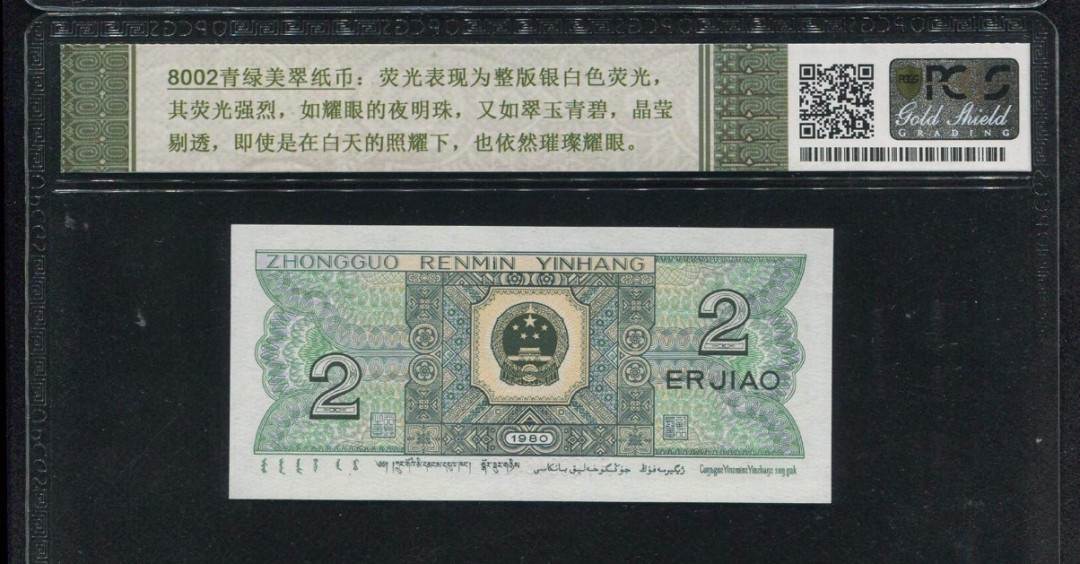 8002青绿美翠纸币：荧光表现为整版银白色荧光，
其荧光强烈，如耀眼的夜明珠，又如翠玉青碧，晶莹
剔透，即使是在白天的照耀下，也依然璀璨耀眼。
PCGS
Gold Shield
GRADING
ZHONGGUO RENMIN YINHANG
2
2
ERJIAO
1980